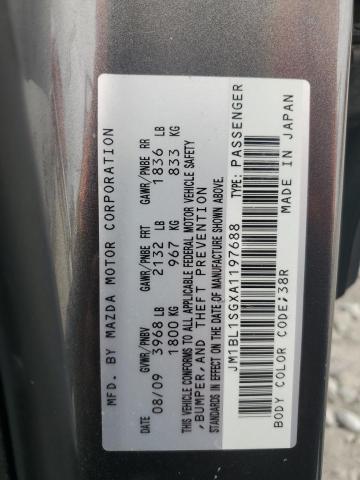 MFD. BY MAZDA MOTOR CORPORATION
DATE GVWR/PNBV GAWR/PNBE FRT GAWR/PNBE RR
08/09 3968 LB 2132 LB 1836 LB
1800 KG 967 KG 833 KG
THIS VEHICLE CONFORMS TO ALL APPLICABLE FEDERAL MOTOR VEHICLE SAFETY
,BUMPER,AND THEFT PREVENTION
STANDARDS IN EFFECT ON THE DATE OF MANUFACTURE SHOWN ABOVE.
JM1BL1SGXA1197688 TYPE: PASSENGER
BODY COLOR CODE;38R MADE IN JAPAN